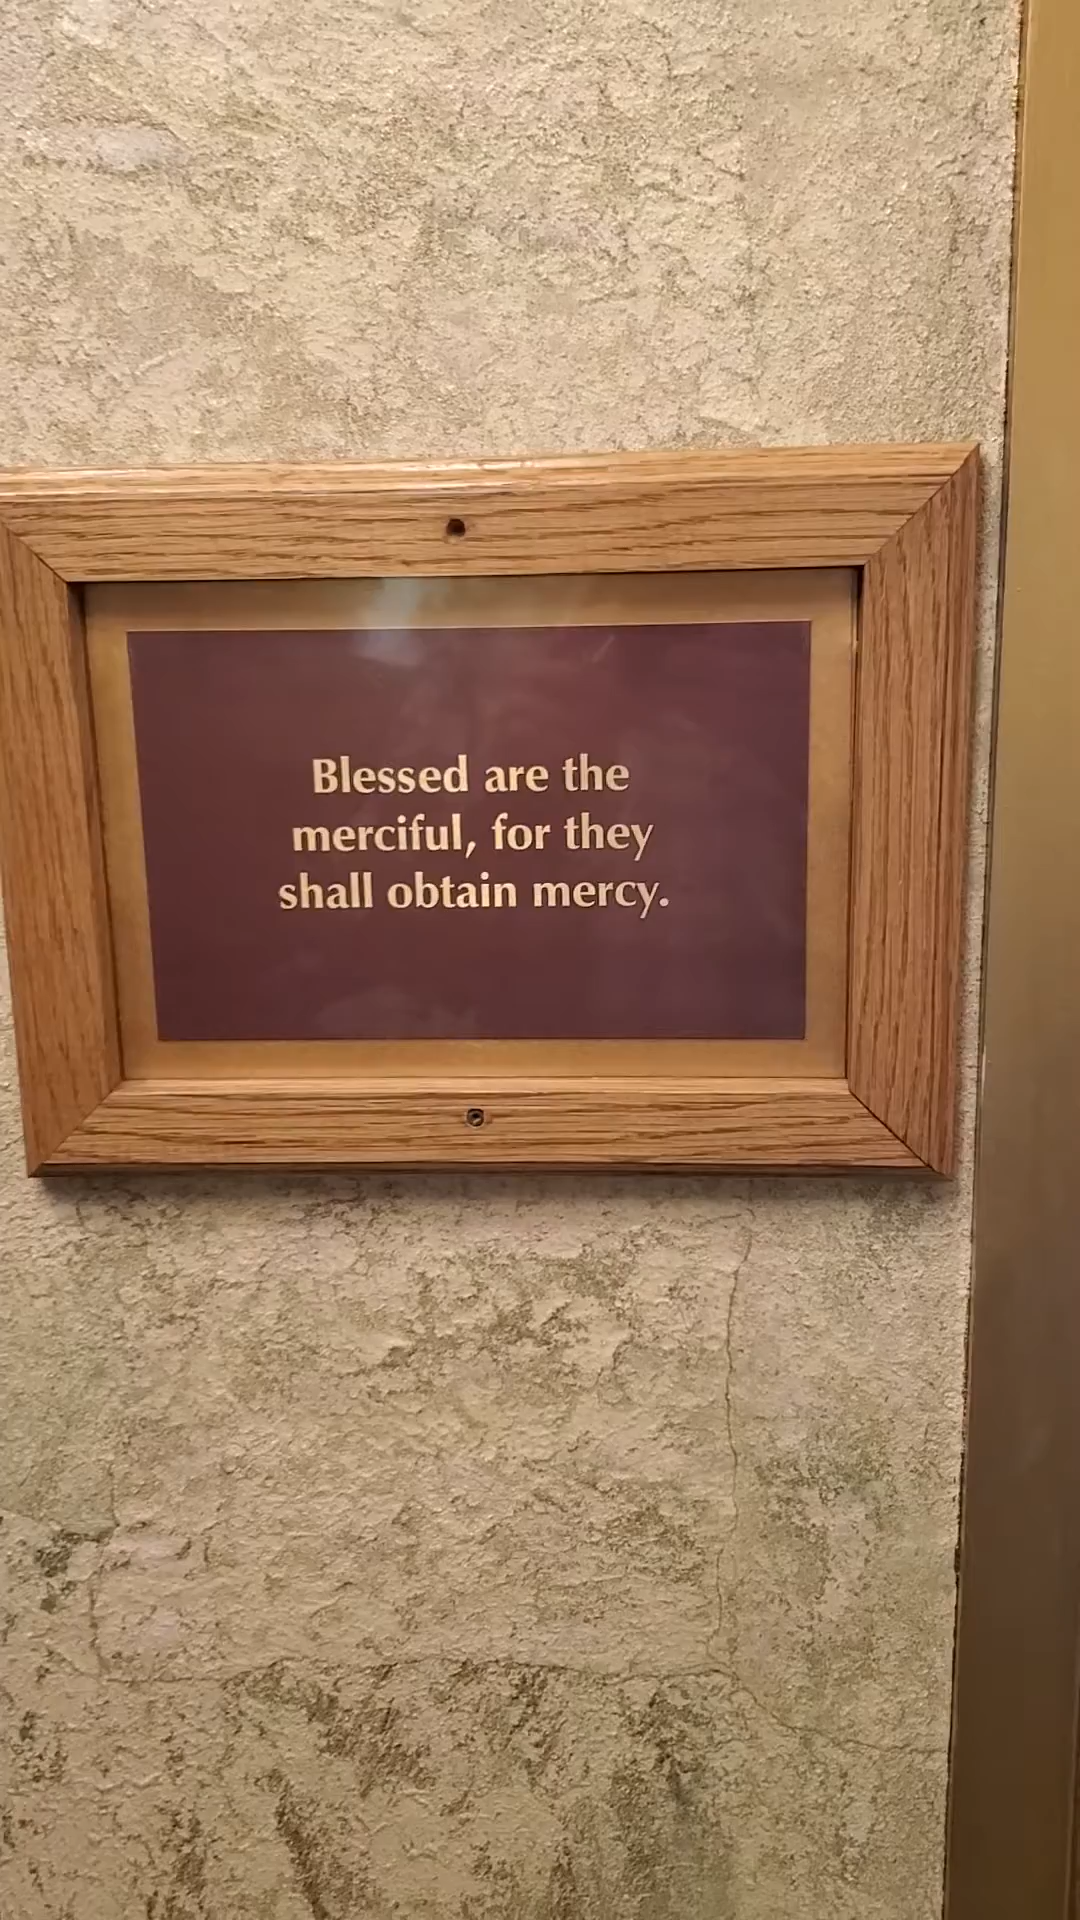 Blessed are the
merciful, for they
shall obtain mercy.